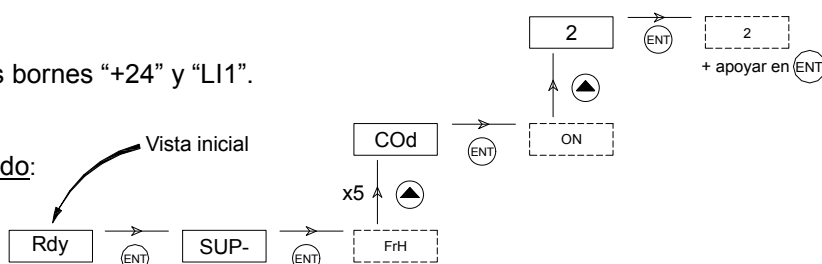 2
ENT
2
+ apoyar en ENT
s bornes “+24” y “LI1”.
Vista inicial
COd
ENT
ON
do:
x5
Rdy
ENT
SUP-
ENT
FrH